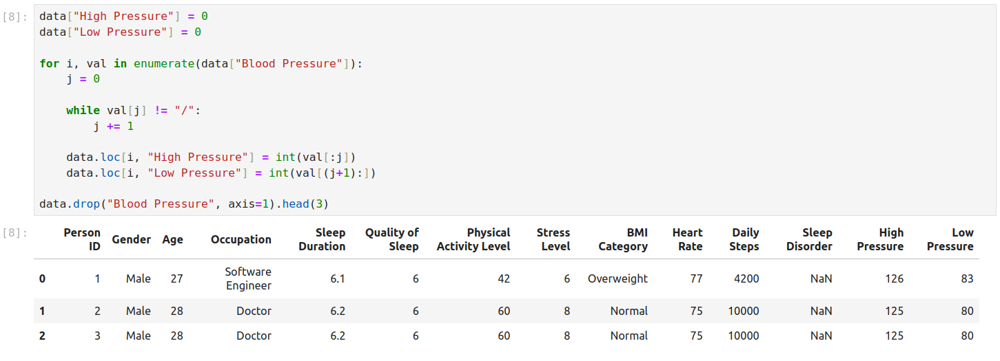 [8]: data["High Pressure"] = 0
data["Low Pressure"] = 0
for i, val in enumerate(data["Blood Pressure"]):
    j = 0
    while val[j] != "/":
        j += 1
    data.loc[i, "High Pressure"] = int(val[:j])
    data.loc[i, "Low Pressure"] = int(val[(j+1):])
data.drop("Blood Pressure", axis=1).head(3)
[8]: Person ID Gender Age Occupation Sleep Duration Quality of Sleep Physical Activity Level Stress Level BMI Category Heart Rate Daily Steps Sleep Disorder High Pressure Low Pressure
0 1 Male 27 Software Engineer 6.1 6 42 6 Overweight 77 4200 NaN 126 83
1 2 Male 28 Doctor 6.2 6 60 8 Normal 75 10000 NaN 125 80
2 3 Male 28 Doctor 6.2 6 60 8 Normal 75 10000 NaN 125 80